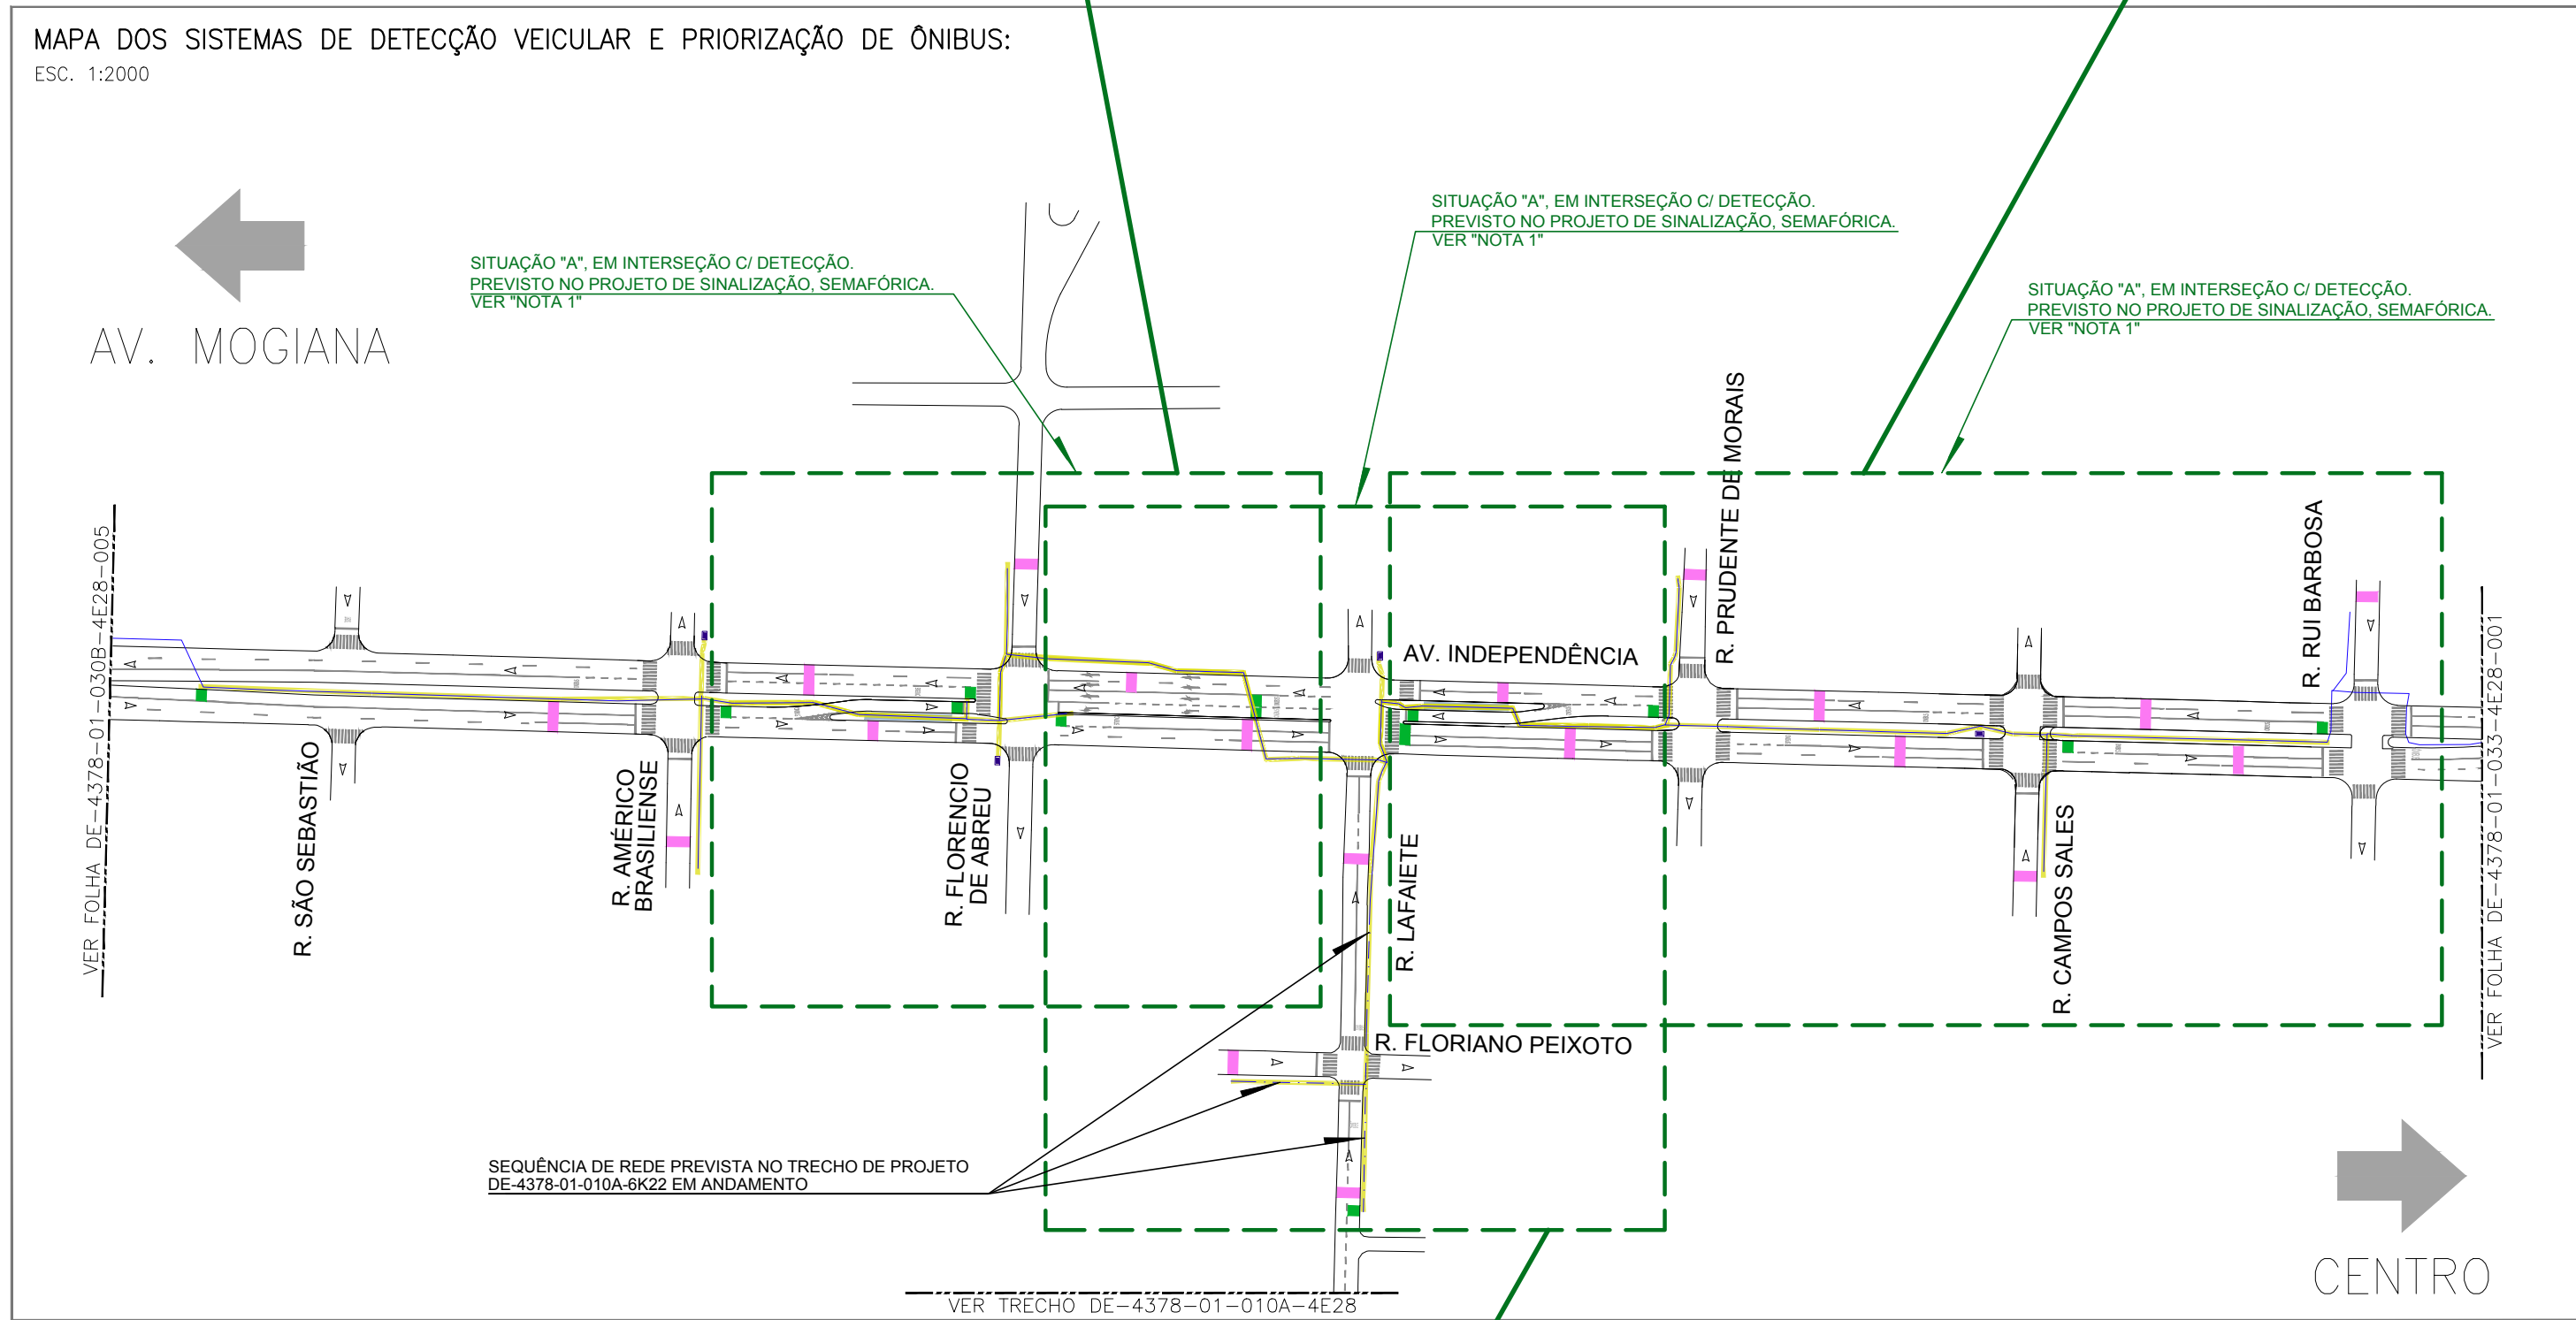 MAPA DOS SISTEMAS DE DETECÇÃO VEICULAR E PRIORIZAÇÃO DE ÔNIBUS:
ESC. 1:2000
AV. MOGIANA
SITUAÇÃO "A", EM INTERSEÇÃO C/ DETECÇÃO.
PREVISTO NO PROJETO DE SINALIZAÇÃO, SEMAFÓRICA.
VER "NOTA 1"
SITUAÇÃO "A", EM INTERSEÇÃO C/ DETECÇÃO.
PREVISTO NO PROJETO DE SINALIZAÇÃO, SEMAFÓRICA.
VER "NOTA 1"
SITUAÇÃO "A", EM INTERSEÇÃO C/ DETECÇÃO.
PREVISTO NO PROJETO DE SINALIZAÇÃO, SEMAFÓRICA.
VER "NOTA 1"
VER FOLHA DE-4378-01-030B-4E28-005
R. SÃO SEBASTIÃO
R. AMÉRICO
BRASILIENSE
R. FLORENCIO
DE ABREU
AV. INDEPENDÊNCIA
R. LAFAIETE
R. PRUDENTE DE MORAIS
R. CAMPOS SALES
R. RUI BARBOSA
VER FOLHA DE-4378-01-033-4E28-001
R. FLORIANO PEIXOTO
SEQUÊNCIA DE REDE PREVISTA NO TRECHO DE PROJETO
DE-4378-01-010A-6K22 EM ANDAMENTO
VER TRECHO DE-4378-01-010A-4E28
CENTRO